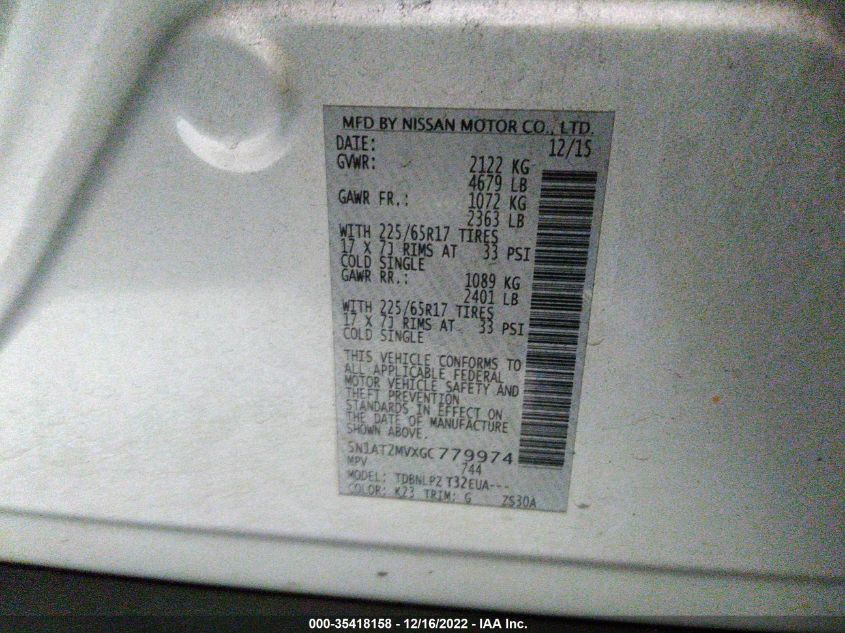 MFD BY NISSAN MOTOR CO., LTD.
DATE: 12/15
GVWR: 2122 KG
4679 LB
GAWR FR.: 1072 KG
2363 LB
WITH 225/65R17 TIRES
17 X 7J RIMS AT 33 PSI
COLD SINGLE
GAWR RR.: 1089 KG
2401 LB
WITH 225/65R17 TIRES
17 X 7J RIMS AT 33 PSI
COLD SINGLE
THIS VEHICLE CONFORMS TO
ALL APPLICABLE FEDERAL
MOTOR VEHICLE SAFETY AND
THEFT PREVENTION
STANDARDS IN EFFECT ON
THE DATE OF MANUFACTURE
SHOWN ABOVE.
5N1AT2MVXGC779974
MPV 744
MODEL: TDBNLPZ T32EUA---
COLOR: K23 TRIM: G ZS30A
000-35418158 - 12/16/2022 - IAA Inc.